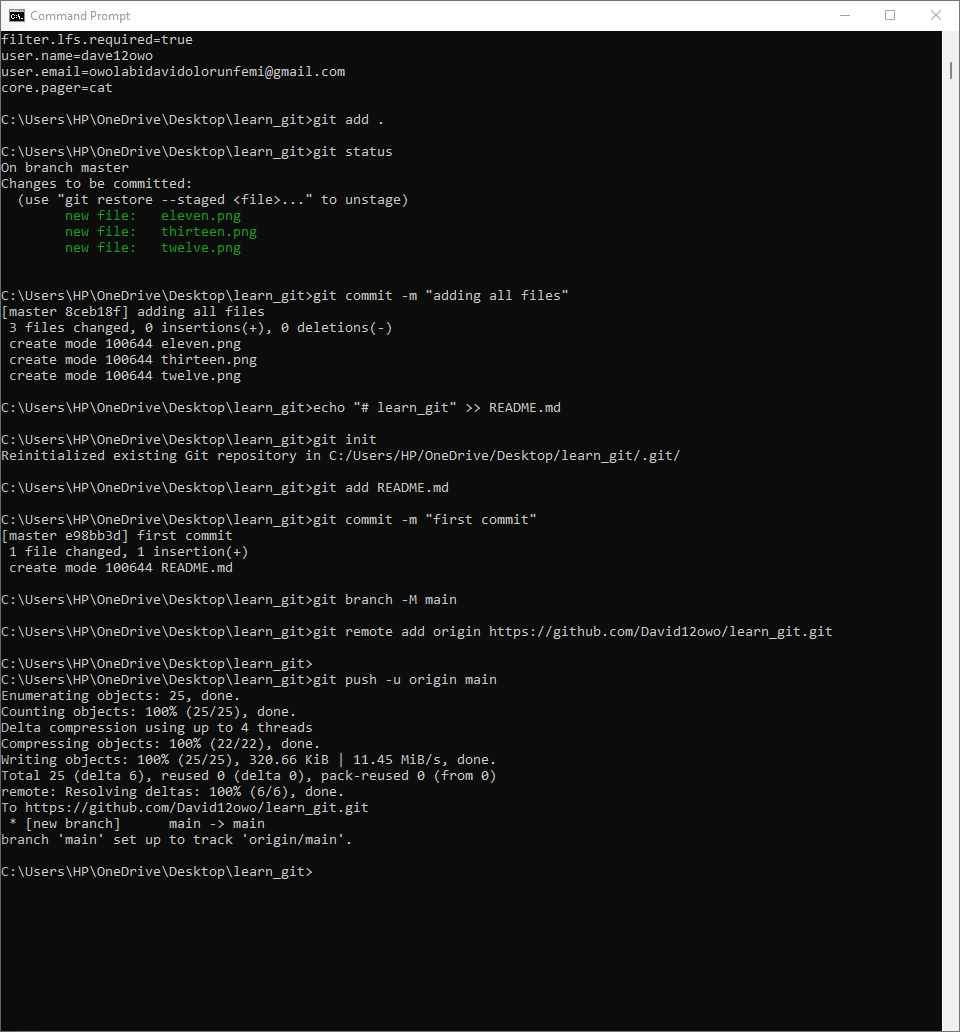 Command Prompt
filter.lfs.required=true
user.name=dave12owo
user.email=owolabidavidolorunfemi@gmail.com
core.pager=cat
C:\Users\HP\OneDrive\Desktop\learn_git>git add .
C:\Users\HP\OneDrive\Desktop\learn_git>git status
On branch master
Changes to be committed:
  (use "git restore --staged <file>..." to unstage)
        new file:   eleven.png
        new file:   thirteen.png
        new file:   twelve.png
C:\Users\HP\OneDrive\Desktop\learn_git>git commit -m "adding all files"
[master 8ceb18f] adding all files
 3 files changed, 0 insertions(+), 0 deletions(-)
 create mode 100644 eleven.png
 create mode 100644 thirteen.png
 create mode 100644 twelve.png
C:\Users\HP\OneDrive\Desktop\learn_git>echo "# learn_git" >> README.md
C:\Users\HP\OneDrive\Desktop\learn_git>git init
Reinitialized existing Git repository in C:/Users/HP/OneDrive/Desktop/learn_git/.git/
C:\Users\HP\OneDrive\Desktop\learn_git>git add README.md
C:\Users\HP\OneDrive\Desktop\learn_git>git commit -m "first commit"
[master e98bb3d] first commit
 1 file changed, 1 insertion(+)
 create mode 100644 README.md
C:\Users\HP\OneDrive\Desktop\learn_git>git branch -M main
C:\Users\HP\OneDrive\Desktop\learn_git>git remote add origin https://github.com/David12owo/learn_git.git
C:\Users\HP\OneDrive\Desktop\learn_git>
C:\Users\HP\OneDrive\Desktop\learn_git>git push -u origin main
Enumerating objects: 25, done.
Counting objects: 100% (25/25), done.
Delta compression using up to 4 threads
Compressing objects: 100% (22/22), done.
Writing objects: 100% (25/25), 320.66 KiB | 11.45 MiB/s, done.
Total 25 (delta 6), reused 0 (delta 0), pack-reused 0 (from 0)
remote: Resolving deltas: 100% (6/6), done.
To https://github.com/David12owo/learn_git.git
 * [new branch]      main -> main
branch 'main' set up to track 'origin/main'.
C:\Users\HP\OneDrive\Desktop\learn_git>